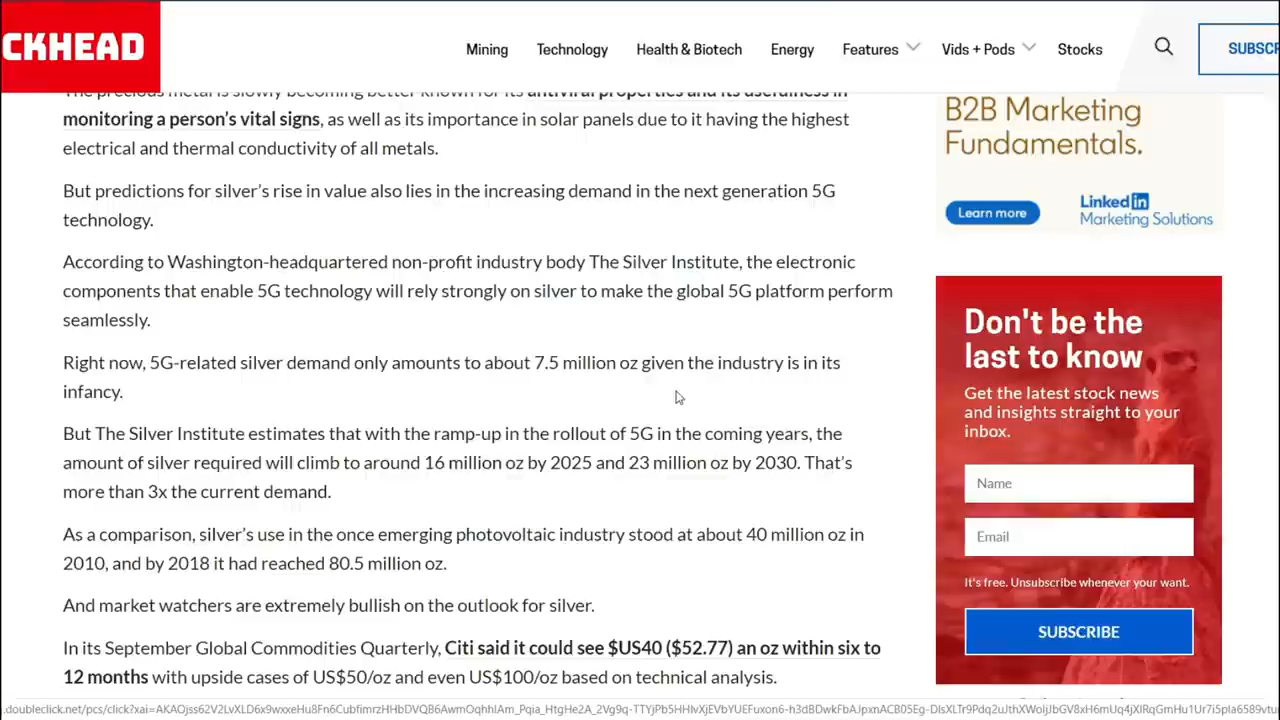 CKHEAD
Mining Technology Health & Biotech Energy Features Vids + Pods Stocks SUBSCR
The precious metal is slowly becoming better known for its antiviral properties and its usefulness in
monitoring a person's vital signs, as well as its importance in solar panels due to it having the highest
electrical and thermal conductivity of all metals.
But predictions for silver's rise in value also lies in the increasing demand in the next generation 5G
technology.
According to Washington-headquartered non-profit industry body The Silver Institute, the electronic
components that enable 5G technology will rely strongly on silver to make the global 5G platform perform
seamlessly.
Right now, 5G-related silver demand only amounts to about 7.5 million oz given the industry is in its
infancy.
But The Silver Institute estimates that with the ramp-up in the rollout of 5G in the coming years, the
amount of silver required will climb to around 16 million oz by 2025 and 23 million oz by 2030. That's
more than 3x the current demand.
As a comparison, silver's use in the once emerging photovoltaic industry stood at about 40 million oz in
2010, and by 2018 it had reached 80.5 million oz.
And market watchers are extremely bullish on the outlook for silver.
In its September Global Commodities Quarterly, Citi said it could see $US40 ($52.77) an oz within six to
12 months with upside cases of US$50/oz and even US$100/oz based on technical analysis.
B2B Marketing
Fundamentals.
Learn more
Linked in
Marketing Solutions
Don't be the
last to know
Get the latest stock news
and insights straight to your
inbox.
Name
Email
It's free. Unsubscribe whenever your want.
SUBSCRIBE